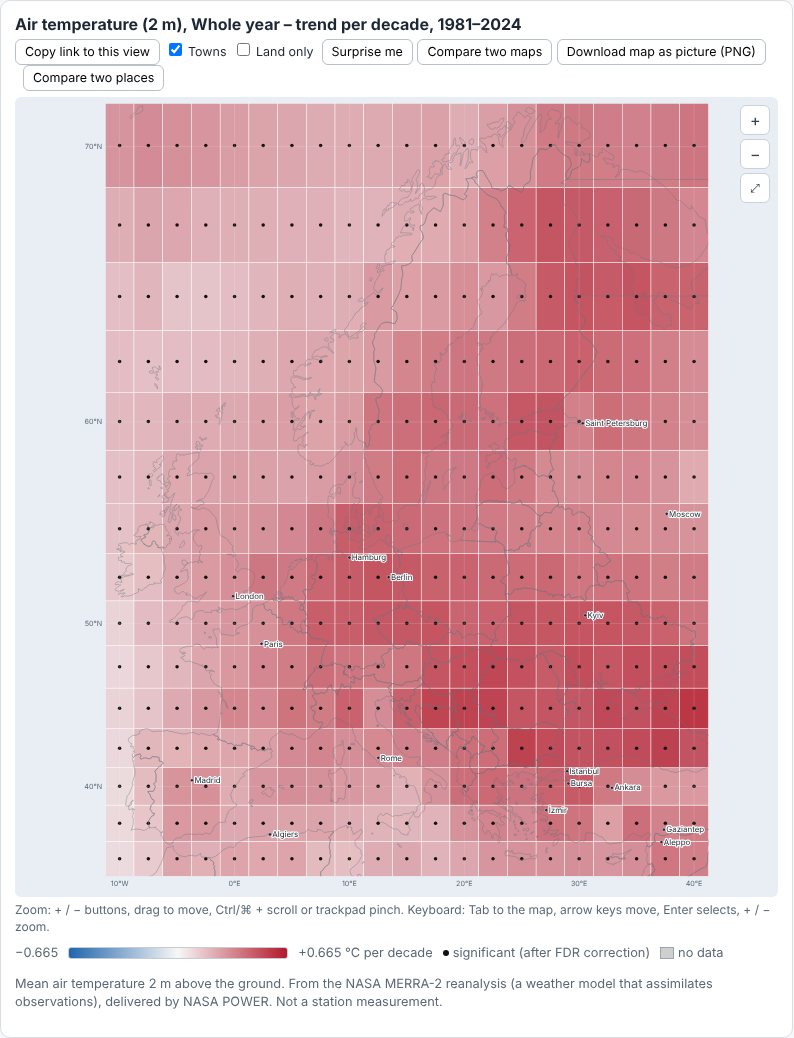 Air temperature (2 m), Whole year – trend per decade, 1981–2024
Copy link to this view
Towns
Land only
Surprise me
Compare two maps
Download map as picture (PNG)
Compare two places
+
−
⤢
70°N
60°N
Saint Petersburg
Moscow
Hamburg
Berlin
London
50°N
Kyiv
Paris
Rome
Istanbul
40°N
Madrid
Bursa
Ankara
Izmir
Gaziantep
Algiers
Aleppo
10°W
0°E
10°E
20°E
30°E
40°E
Zoom: + / − buttons, drag to move, Ctrl/⌘ + scroll or trackpad pinch. Keyboard: Tab to the map, arrow keys move, Enter selects, + / −
zoom.
−0.665
+0.665 °C per decade
significant (after FDR correction)
no data
Mean air temperature 2 m above the ground. From the NASA MERRA-2 reanalysis (a weather model that assimilates
observations), delivered by NASA POWER. Not a station measurement.